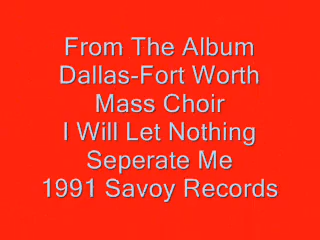 From The Album
Dallas-Fort Worth
Mass Choir
I Will Let Nothing
Seperate Me
1991 Savoy Records